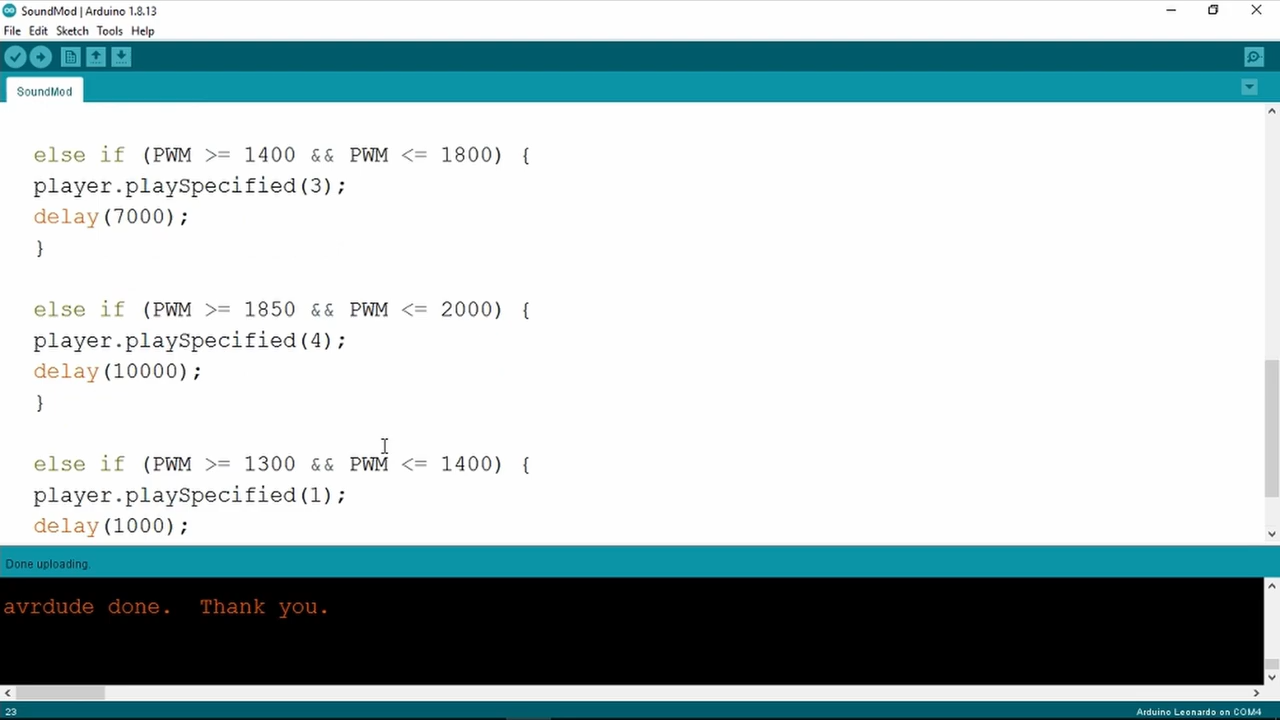 SoundMod | Arduino 1.8.13
File Edit Sketch Tools Help
SoundMod
else if (PWM >= 1400 && PWM <= 1800) {
player.playSpecified(3);
delay(7000);
}
else if (PWM >= 1850 && PWM <= 2000) {
player.playSpecified(4);
delay(10000);
}
else if (PWM >= 1300 && PWM <= 1400) {
player.playSpecified(1);
delay(1000);
Done uploading.
avrdude done.  Thank you.
23
Arduino Leonardo on COM4